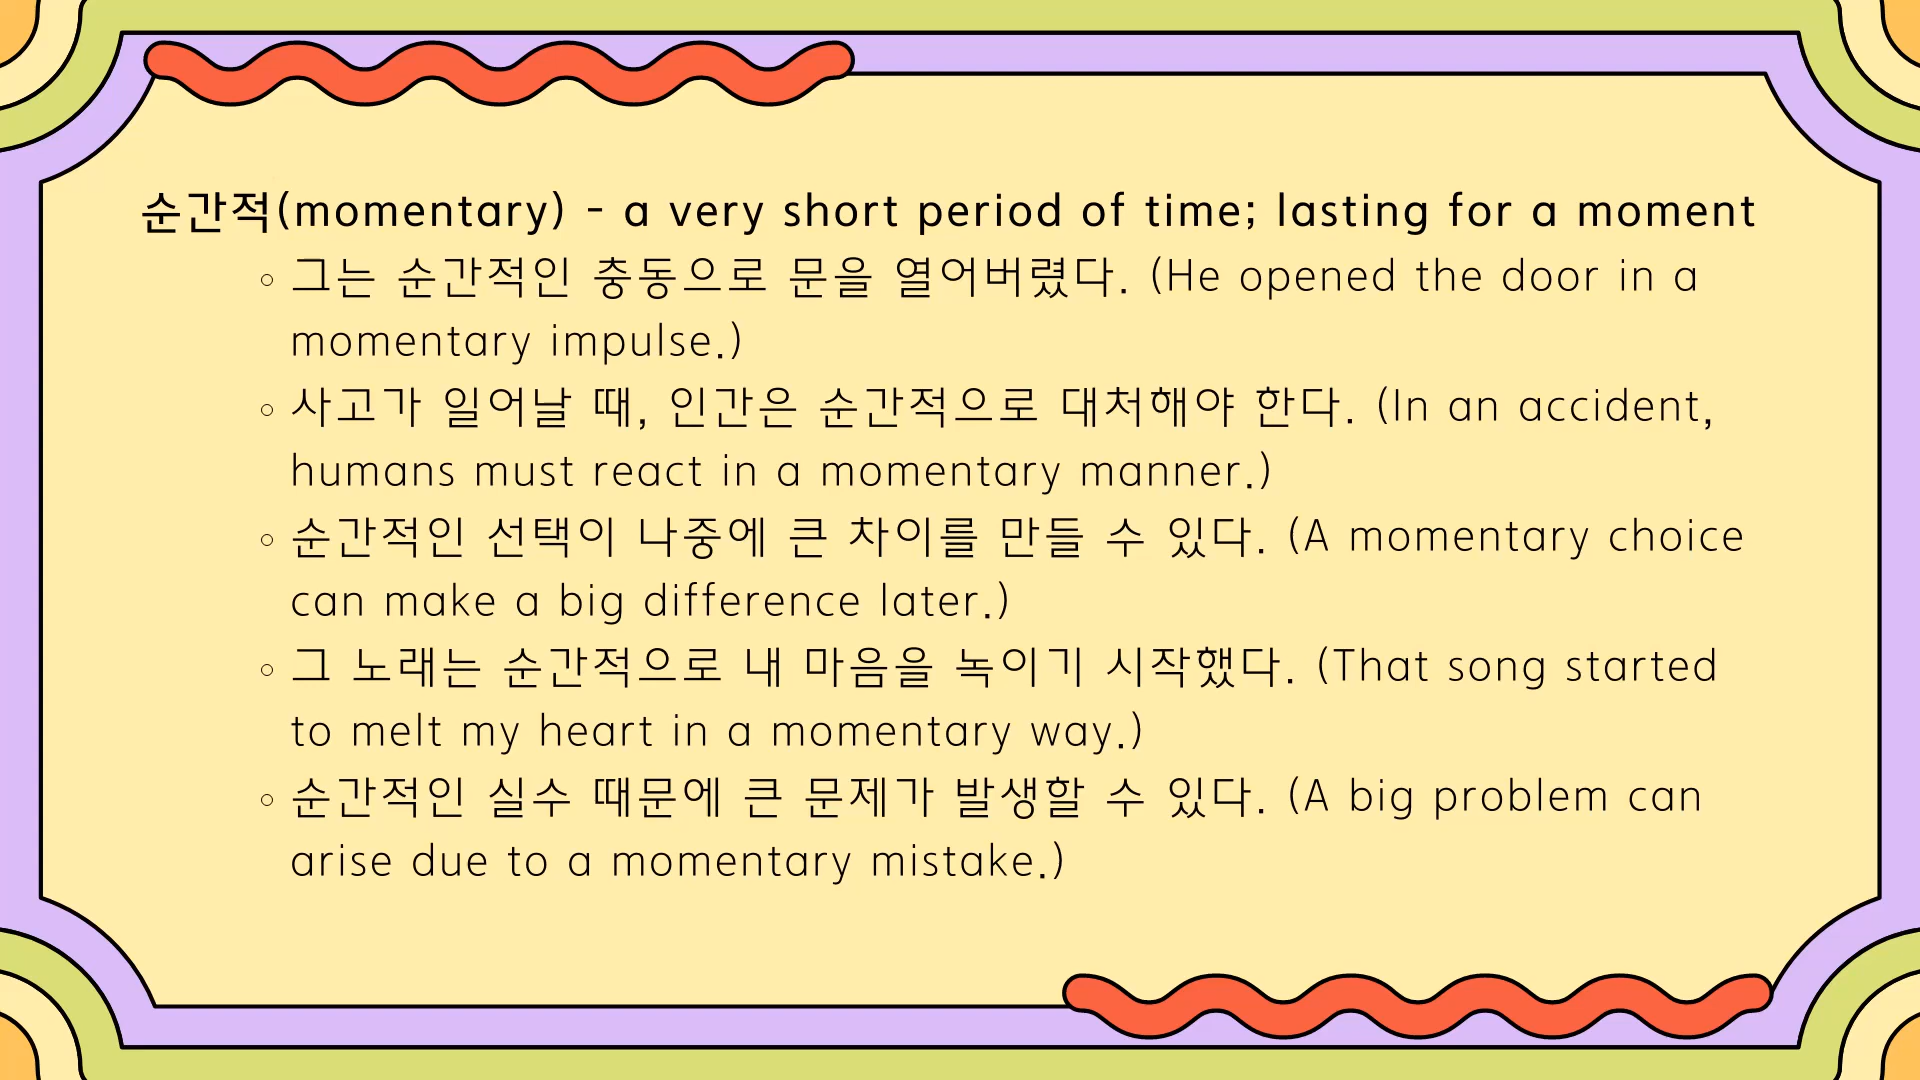 순간적(momentary) - a very short period of time; lasting for a moment
◦ 그는 순간적인 충동으로 문을 열어버렸다. (He opened the door in a
momentary impulse.)
◦ 사고가 일어날 때, 인간은 순간적으로 대처해야 한다. (In an accident,
humans must react in a momentary manner.)
◦ 순간적인 선택이 나중에 큰 차이를 만들 수 있다. (A momentary choice
can make a big difference later.)
◦ 그 노래는 순간적으로 내 마음을 녹이기 시작했다. (That song started
to melt my heart in a momentary way.)
◦ 순간적인 실수 때문에 큰 문제가 발생할 수 있다. (A big problem can
arise due to a momentary mistake.)